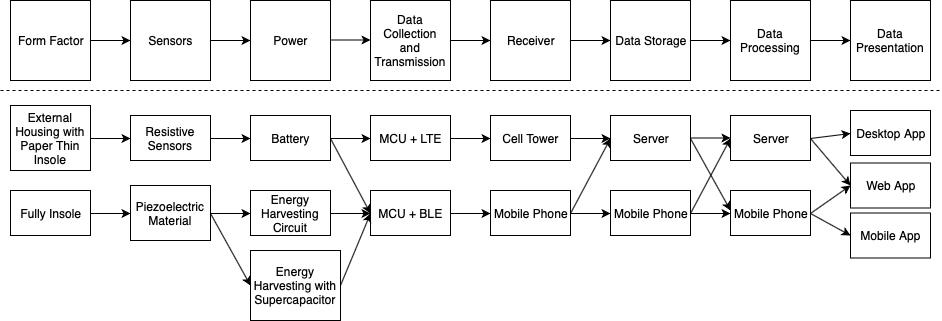 Form Factor
Sensors
Power
Data
Collection
and
Transmission
Receiver
Data Storage
Data
Processing
Data
Presentation
External
Housing with
Paper Thin
Insole
Resistive
Sensors
Battery
MCU + LTE
Cell Tower
Server
Server
Desktop App
Web App
Fully Insole
Piezoelectric
Material
Energy
Harvesting
Circuit
MCU + BLE
Mobile Phone
Mobile Phone
Mobile Phone
Mobile App
Energy
Harvesting with
Supercapacitor